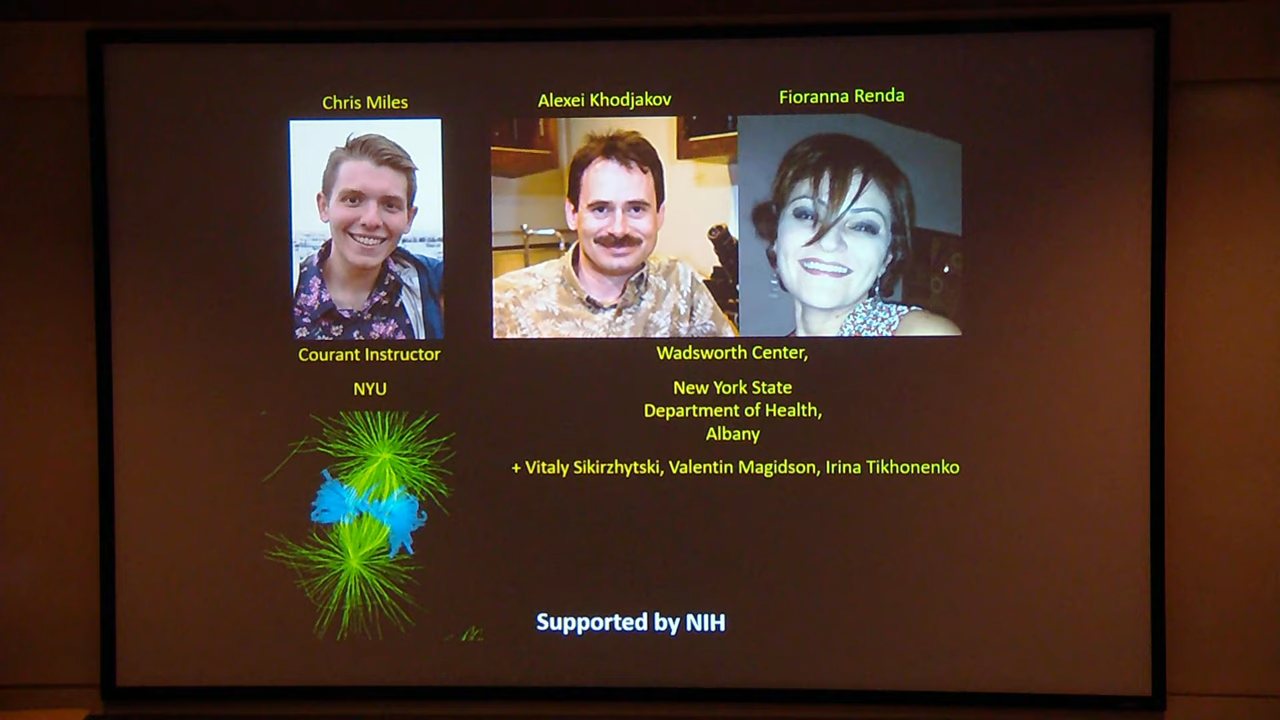 Chris Miles
Alexei Khodjakov
Fioranna Renda
Courant Instructor
NYU
Wadsworth Center,
New York State
Department of Health,
Albany
+ Vitaly Sikirzhytski, Valentin Magidson, Irina Tikhonenko
Supported by NIH